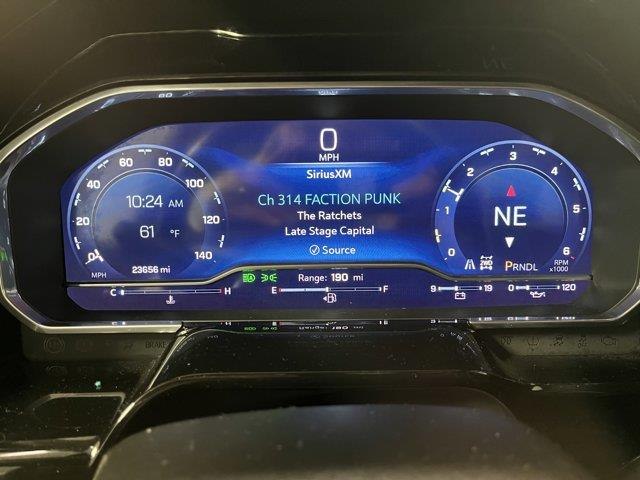 0
MPH
SiriusXM
Ch 314 FACTION PUNK
The Ratchets
Late Stage Capital
Source
0 20 40 60 80 100 120 140
10:24 AM
61 °F
MPH
23656 mi
0 1 2 3 4 5 6
NE
2WD
PRNDL
RPM
x1000
Range: 190 mi
C H
E F
9 19
0 120
BRAKE